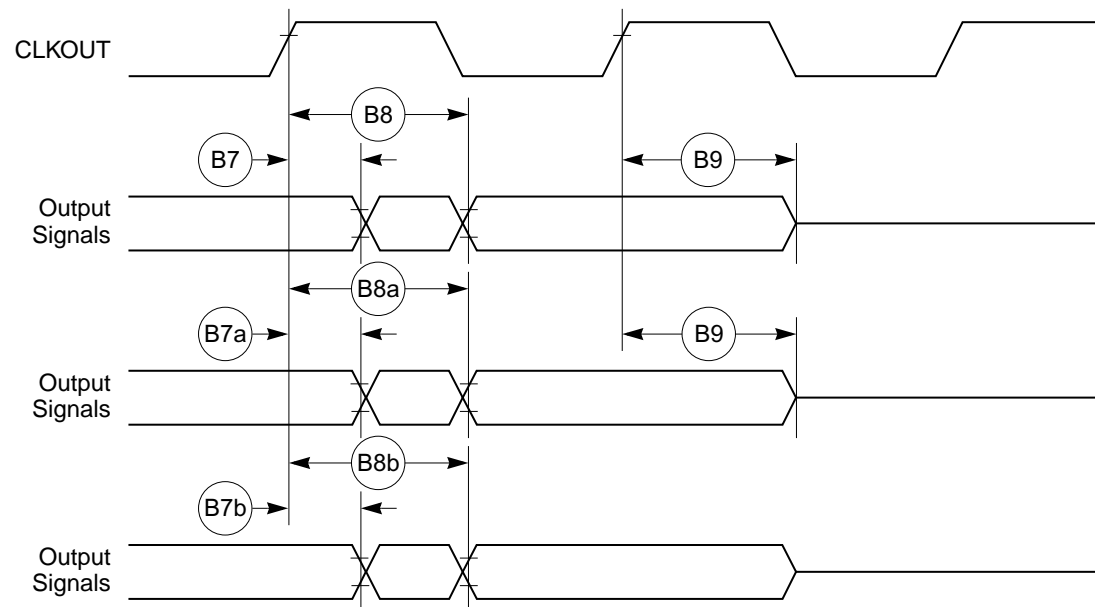 CLKOUT
B8
B7
B9
Output
Signals
B8a
B7a
B9
Output
Signals
B8b
B7b
Output
Signals